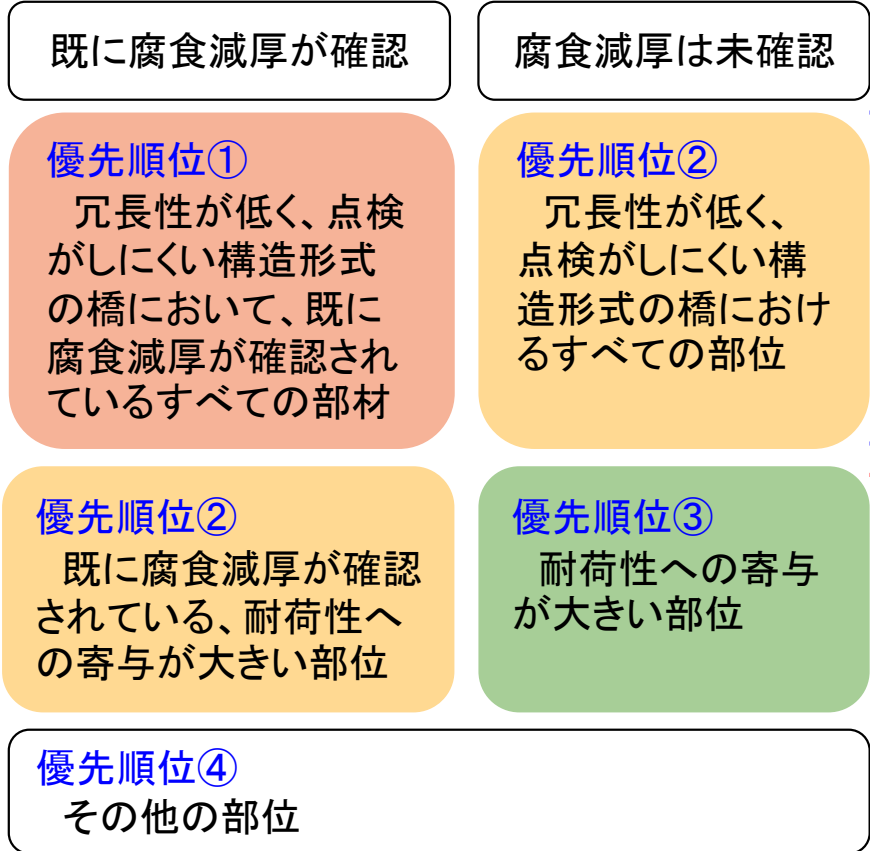 既に腐食減厚が確認
腐食減厚は未確認
優先順位①
冗長性が低く、点検
がしにくい構造形式
の橋において、既に
腐食減厚が確認され
ているすべての部材
優先順位②
冗長性が低く、
点検がしにくい構
造形式の橋におけ
るすべての部位
優先順位②
既に腐食減厚が確認
されている、耐荷性へ
の寄与が大きい部位
優先順位③
耐荷性への寄与
が大きい部位
優先順位④
その他の部位